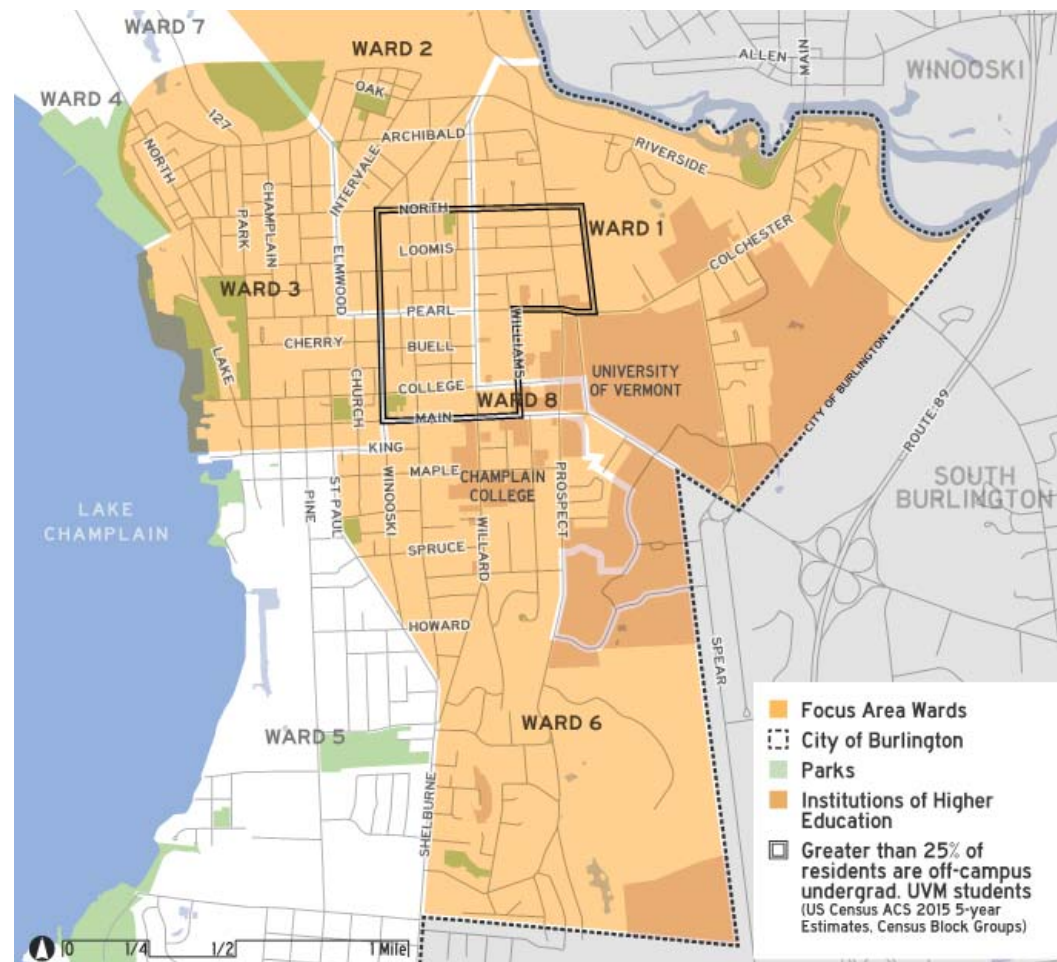 WARD 7
WARD 2
ALLEN
MAIN
WINOOSKI
WARD 4
OAK
127
ARCHIBALD
NORTH
RIVERSIDE
INTERVALE
CHAMPLAIN
PARK
NORTH
WARD 1
COLCHESTER
LOOMIS
ELMWOOD
WARD 3
PEARL
WILLIAMS
CHERRY
BUELL
LAKE
UNIVERSITY
OF VERMONT
CITY OF BURLINGTON
CHURCH
COLLEGE
WARD 8
MAIN
ROUTE:89
KING
MAPLE
CHAMPLAIN
COLLEGE
PROSPECT
SOUTH
BURLINGTON
LAKE
CHAMPLAIN
PINE
ST PAUL
WINOOSKI
WILLARD
SPRUCE
HOWARD
SPEAR
WARD 5
WARD 6
SHELBURNE
Focus Area Wards
City of Burlington
Parks
Institutions of Higher
Education
Greater than 25% of
residents are off-campus
undergrad. UVM students
(US Census ACS 2015 5-year
Estimates, Census Block Groups)
0 1/4 1/2 1 Mile